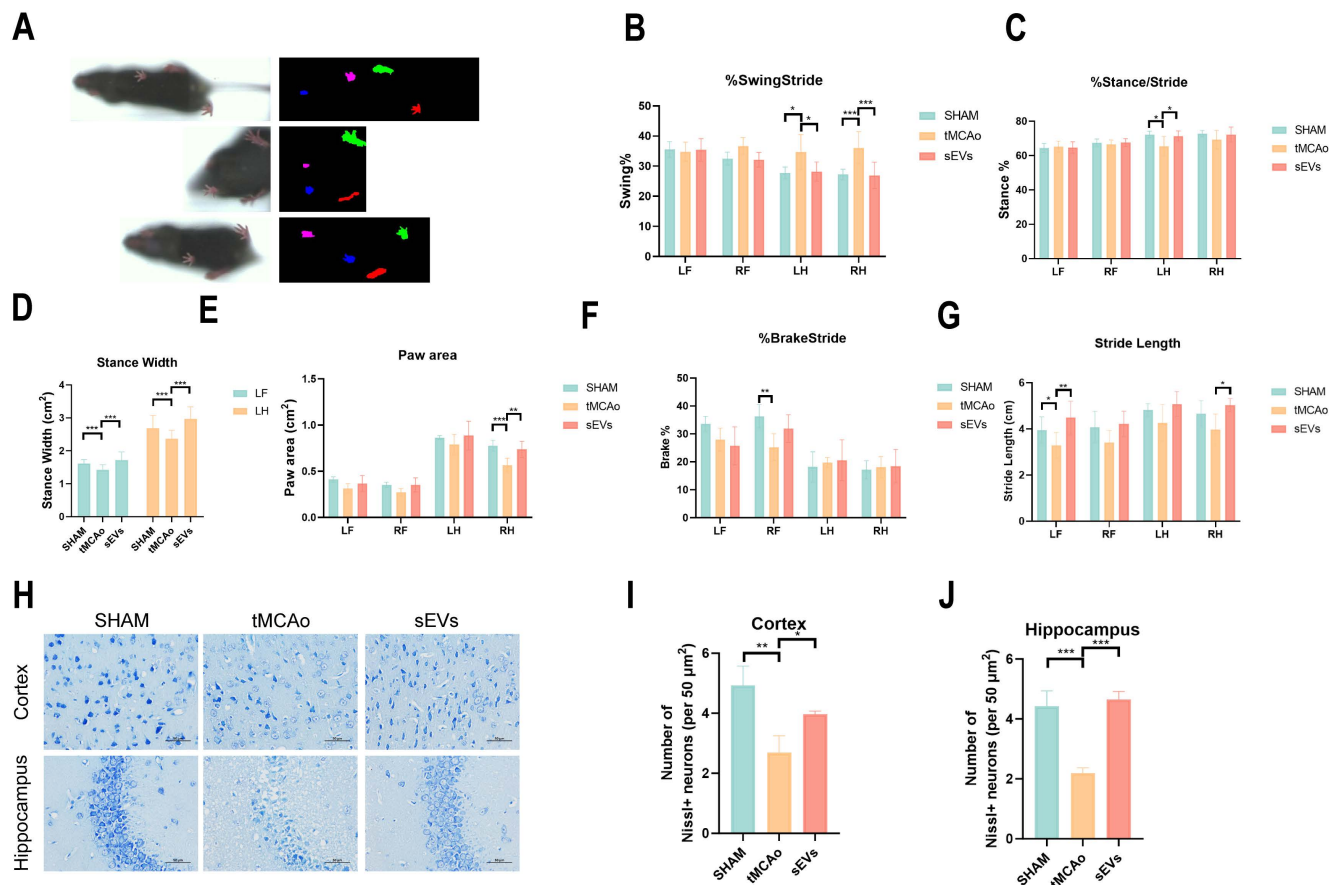 A
B
%SwingStride
Swing%
50
40
30
20
10
0
LF
RF
LH
RH
*
*
***
***
SHAM
tMCAo
sEVs
C
%Stance/Stride
Stance %
80
60
40
20
0
LF
RF
LH
RH
*
*
SHAM
tMCAo
sEVs
D
Stance Width
Stance Width (cm²)
4
3
2
1
0
***
***
***
***
SHAM
tMCAo
sEVs
SHAM
tMCAo
sEVs
LF
LH
E
Paw area
Paw area (cm²)
1.5
1.0
0.5
0.0
LF
RF
LH
RH
***
**
SHAM
tMCAo
sEVs
F
%BrakeStride
Brake %
50
40
30
20
10
0
LF
RF
LH
RH
**
SHAM
tMCAo
sEVs
G
Stride Length
Stride Length (cm)
6
4
2
0
LF
RF
LH
RH
*
**
*
SHAM
tMCAo
sEVs
H
SHAM
tMCAo
sEVs
Cortex
Hippocampus
I
Cortex
Number of
Nissl+ neurons (per 50 μm²)
6
4
2
0
**
*
SHAM
tMCAo
sEVs
J
Hippocampus
Number of
Nissl+ neurons (per 50 μm²)
6
4
2
0
***
***
SHAM
tMCAo
sEVs